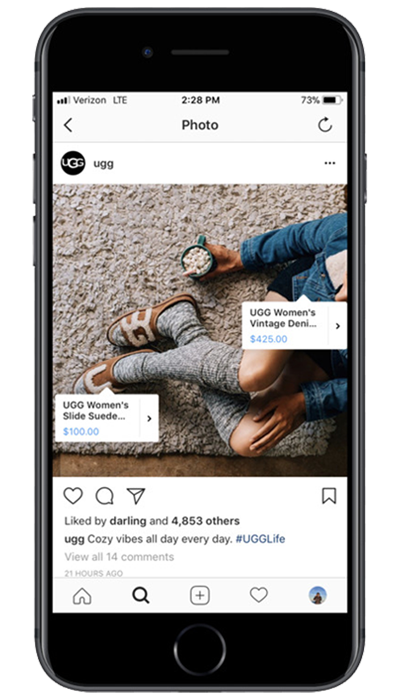 Verizon LTE 2:28 PM 73%
Photo
UGG ugg
UGG Women's
Vintage Deni...
$425.00
UGG Women's
Slide Suede...
$100.00
Liked by darling and 4,853 others
ugg Cozy vibes all day every day. #UGGLife
View all 14 comments
21 HOURS AGO